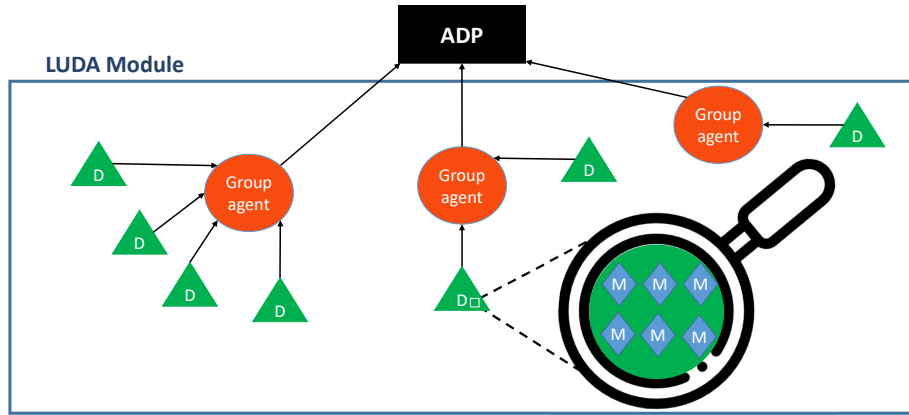 ADP
LUDA Module
Group
agent
D
D
Group
agent
D
Group
agent
D
D
D
D
D
M M M
M M M